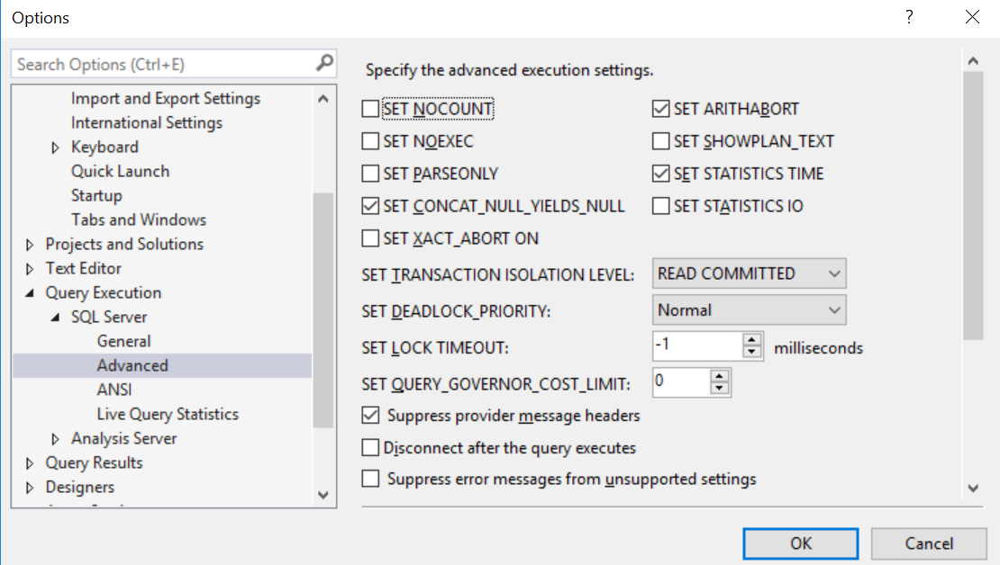 Options
?
Search Options (Ctrl+E)
Import and Export Settings
International Settings
Keyboard
Quick Launch
Startup
Tabs and Windows
Projects and Solutions
Text Editor
Query Execution
SQL Server
General
Advanced
ANSI
Live Query Statistics
Analysis Server
Query Results
Designers
Specify the advanced execution settings.
SET NOCOUNT
SET ARITHABORT
SET NOEXEC
SET SHOWPLAN_TEXT
SET PARSEONLY
SET STATISTICS TIME
SET CONCAT_NULL_YIELDS_NULL
SET STATISTICS IO
SET XACT_ABORT ON
SET TRANSACTION ISOLATION LEVEL: READ COMMITTED
SET DEADLOCK_PRIORITY: Normal
SET LOCK TIMEOUT: -1 milliseconds
SET QUERY_GOVERNOR_COST_LIMIT: 0
Suppress provider message headers
Disconnect after the query executes
Suppress error messages from unsupported settings
OK
Cancel